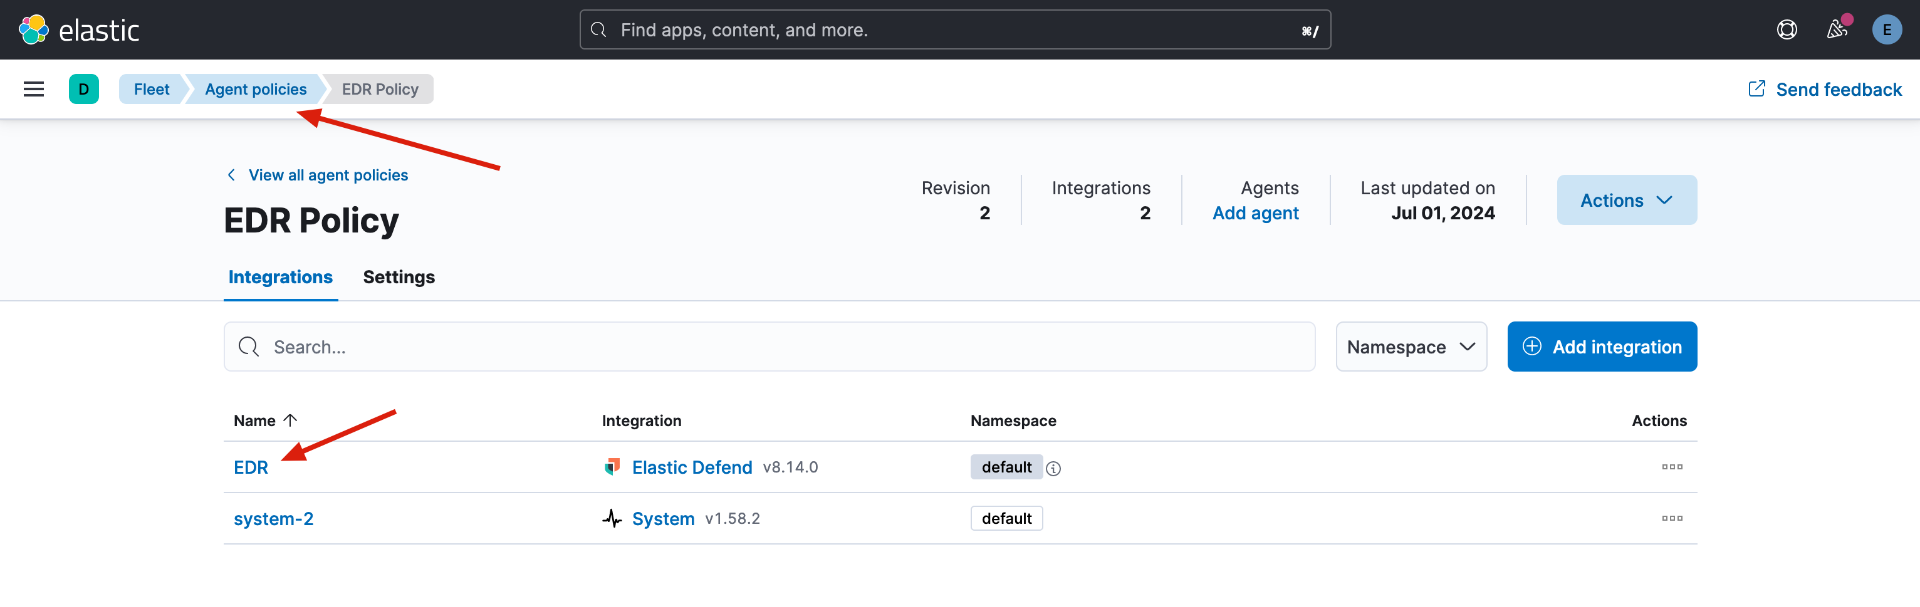 elastic
Find apps, content, and more.
⌘/
E
D
Fleet
Agent policies
EDR Policy
Send feedback
View all agent policies
EDR Policy
Revision
2
Integrations
2
Agents
Add agent
Last updated on
Jul 01, 2024
Actions
Integrations
Settings
Search...
Namespace
Add integration
Name
Integration
Namespace
Actions
EDR
Elastic Defend v8.14.0
default
system-2
System v1.58.2
default